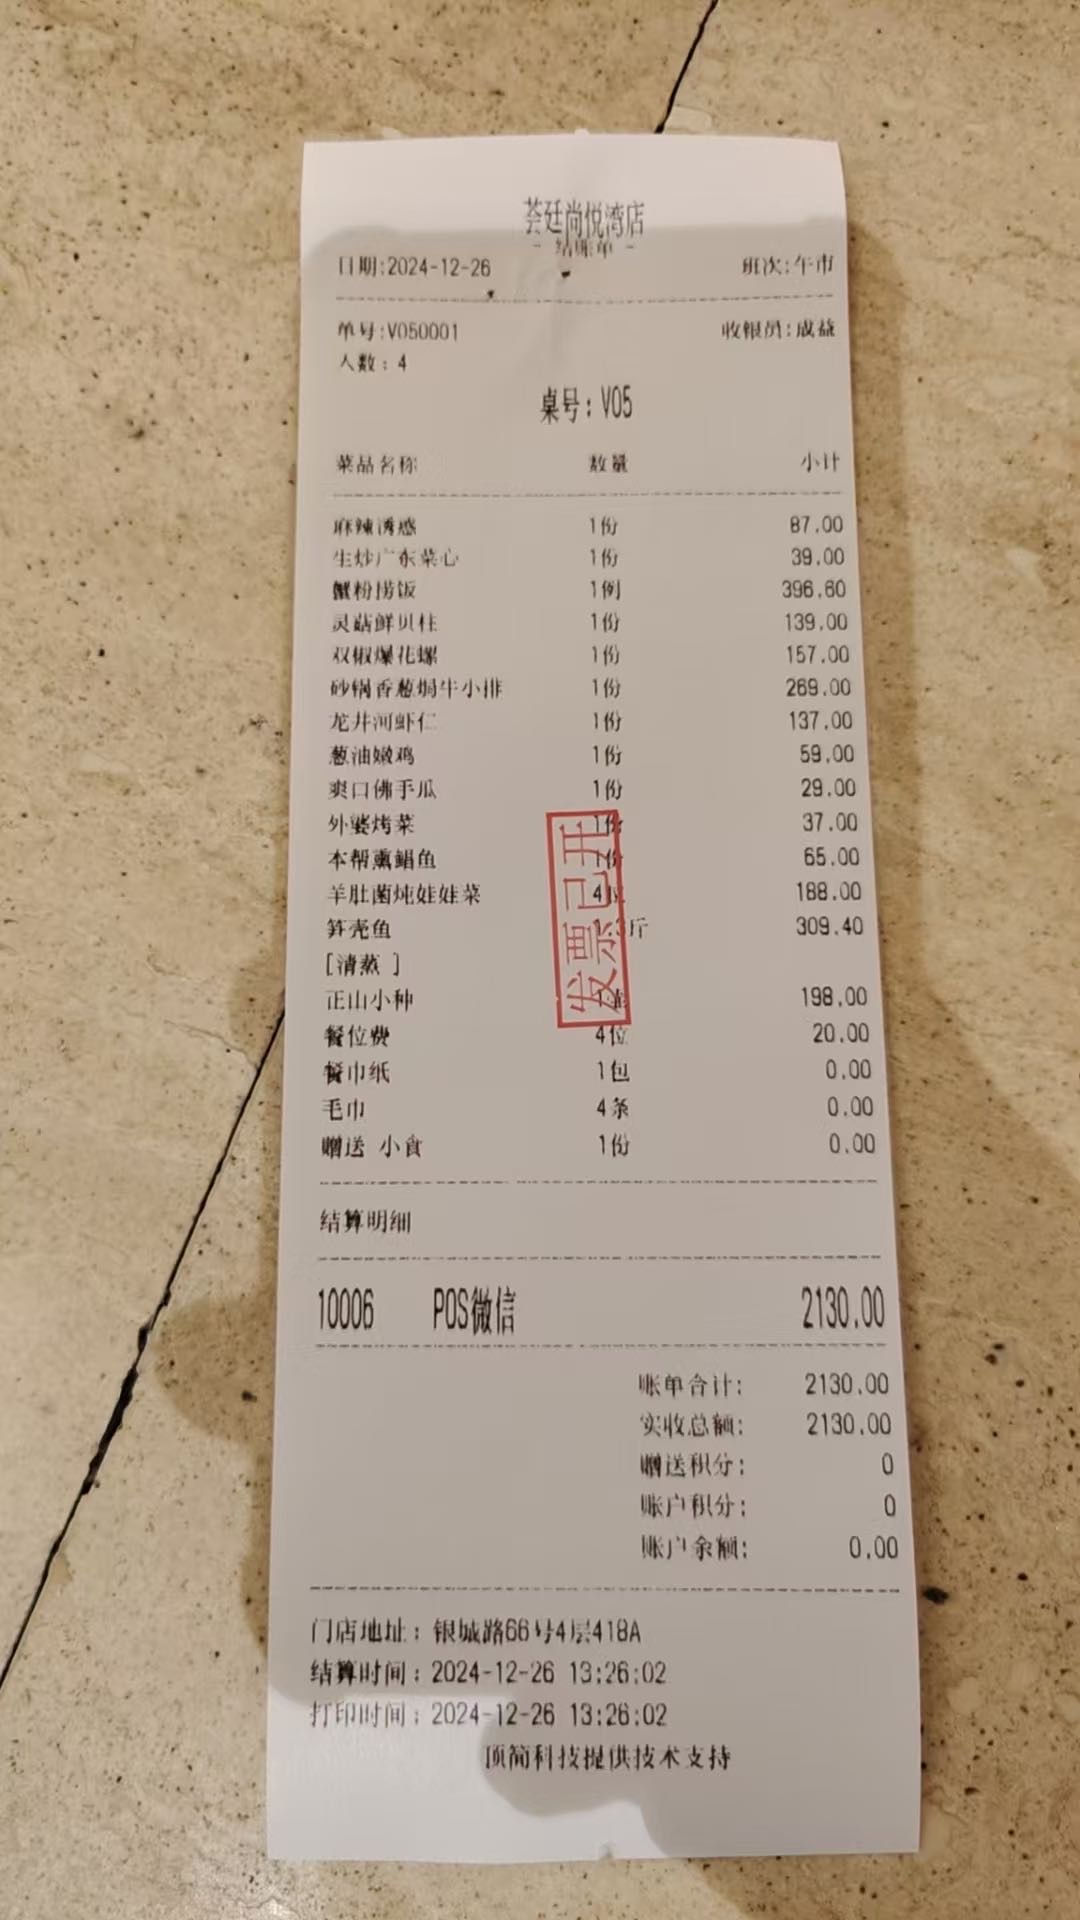 荟廷尚悦湾店
- 结账单 -
日期:2024-12-26 班次:午市
单号:V050001 收银员:成益
人数：4
桌号：V05
菜品名称 数量 小计
麻辣诱惑 1份 87.00
生炒广东菜心 1份 39.00
蟹粉捞饭 1例 396.60
灵菇鲜贝柱 1份 139.00
双椒爆花螺 1份 157.00
砂锅香葱焗牛小排 1份 269.00
龙井河虾仁 1份 137.00
葱油嫩鸡 1份 59.00
爽口佛手瓜 1份 29.00
外婆烤菜 1份 37.00
本帮熏鲳鱼 1份 65.00
羊肚菌炖娃娃菜 4位 188.00
笋壳鱼 1.3斤 309.40
[清蒸 ]
正山小种 1壶 198.00
餐位费 4位 20.00
餐巾纸 1包 0.00
毛巾 4条 0.00
赠送 小食 1份 0.00
发票已开
结算明细
10006 POS微信 2130.00
账单合计: 2130.00
实收总额: 2130.00
赠送积分: 0
账户积分: 0
账户余额: 0.00
门店地址：银城路66号4层418A
结算时间：2024-12-26 13:26:02
打印时间：2024-12-26 13:26:02
顶简科技提供技术支持